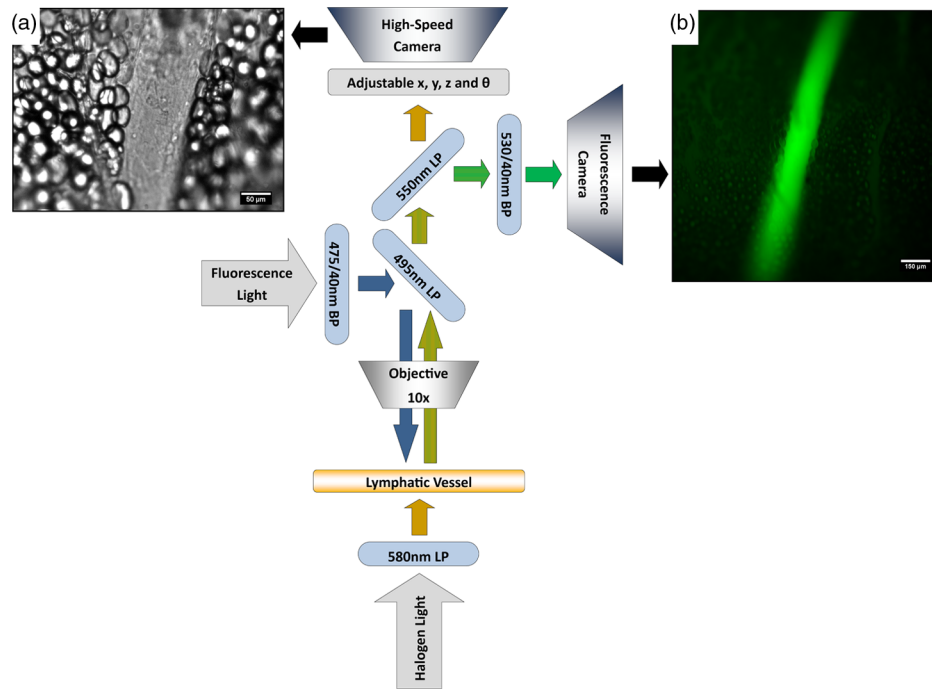 (a)
50 µm
High-Speed
Camera
Adjustable x, y, z and θ
(b)
150 µm
550nm LP
530/40nm BP
Fluorescence
Camera
Fluorescence
Light
475/40nm BP
495nm LP
Objective
10x
Lymphatic Vessel
580nm LP
Halogen Light